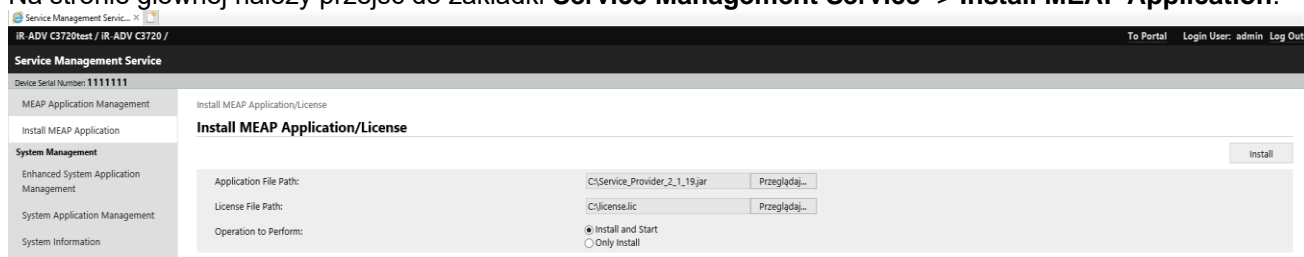 Na stronie głównej należy przejść do zakładki Service Management Service -> Install MEAP Application.
Service Management Servic... ×
iR-ADV C3720test / iR-ADV C3720 /
To Portal Login User: admin Log Out
Service Management Service
Device Serial Number: 1111111
MEAP Application Management
Install MEAP Application/License
Install MEAP Application
Install MEAP Application/License
System Management
Install
Enhanced System Application
Management
Application File Path: C:\Service_Provider_2_1_19.jar Przeglądaj...
License File Path: C:\license.lic Przeglądaj...
System Application Management
Operation to Perform: Install and Start
Only Install
System Information